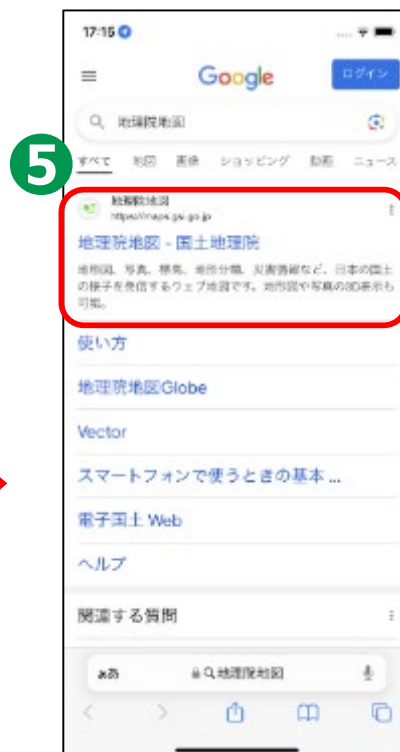 17:15
Google
ログイン
地理院地図
5
すべて 地図 画像 ショッピング 動画 ニュース
地理院地図
https://maps.gsi.go.jp
地理院地図 - 国土地理院
地形図、写真、標高、地形分類、災害情報など、日本の国土
の様子を発信するウェブ地図です。地形図や写真の3D表示も
可能。
使い方
地理院地図Globe
Vector
スマートフォンで使うときの基本 ...
電子国土 Web
ヘルプ
関連する質問
ぁあ 地理院地図